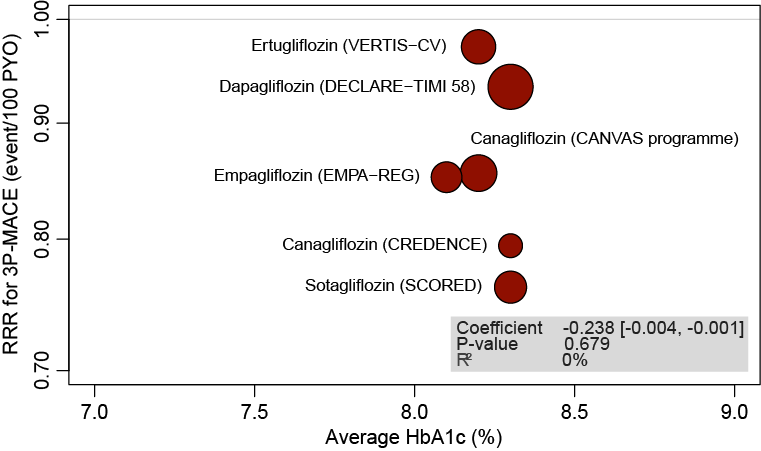 RRR for 3P-MACE (event/100 PYO)
1.00
0.90
0.80
0.70
Ertugliflozin (VERTIS−CV)
Dapagliflozin (DECLARE−TIMI 58)
Canagliflozin (CANVAS programme)
Empagliflozin (EMPA−REG)
Canagliflozin (CREDENCE)
Sotagliflozin (SCORED)
Coefficient -0.238 [-0.004, -0.001]
P-value 0.679
R² 0%
7.0 7.5 8.0 8.5 9.0
Average HbA1c (%)